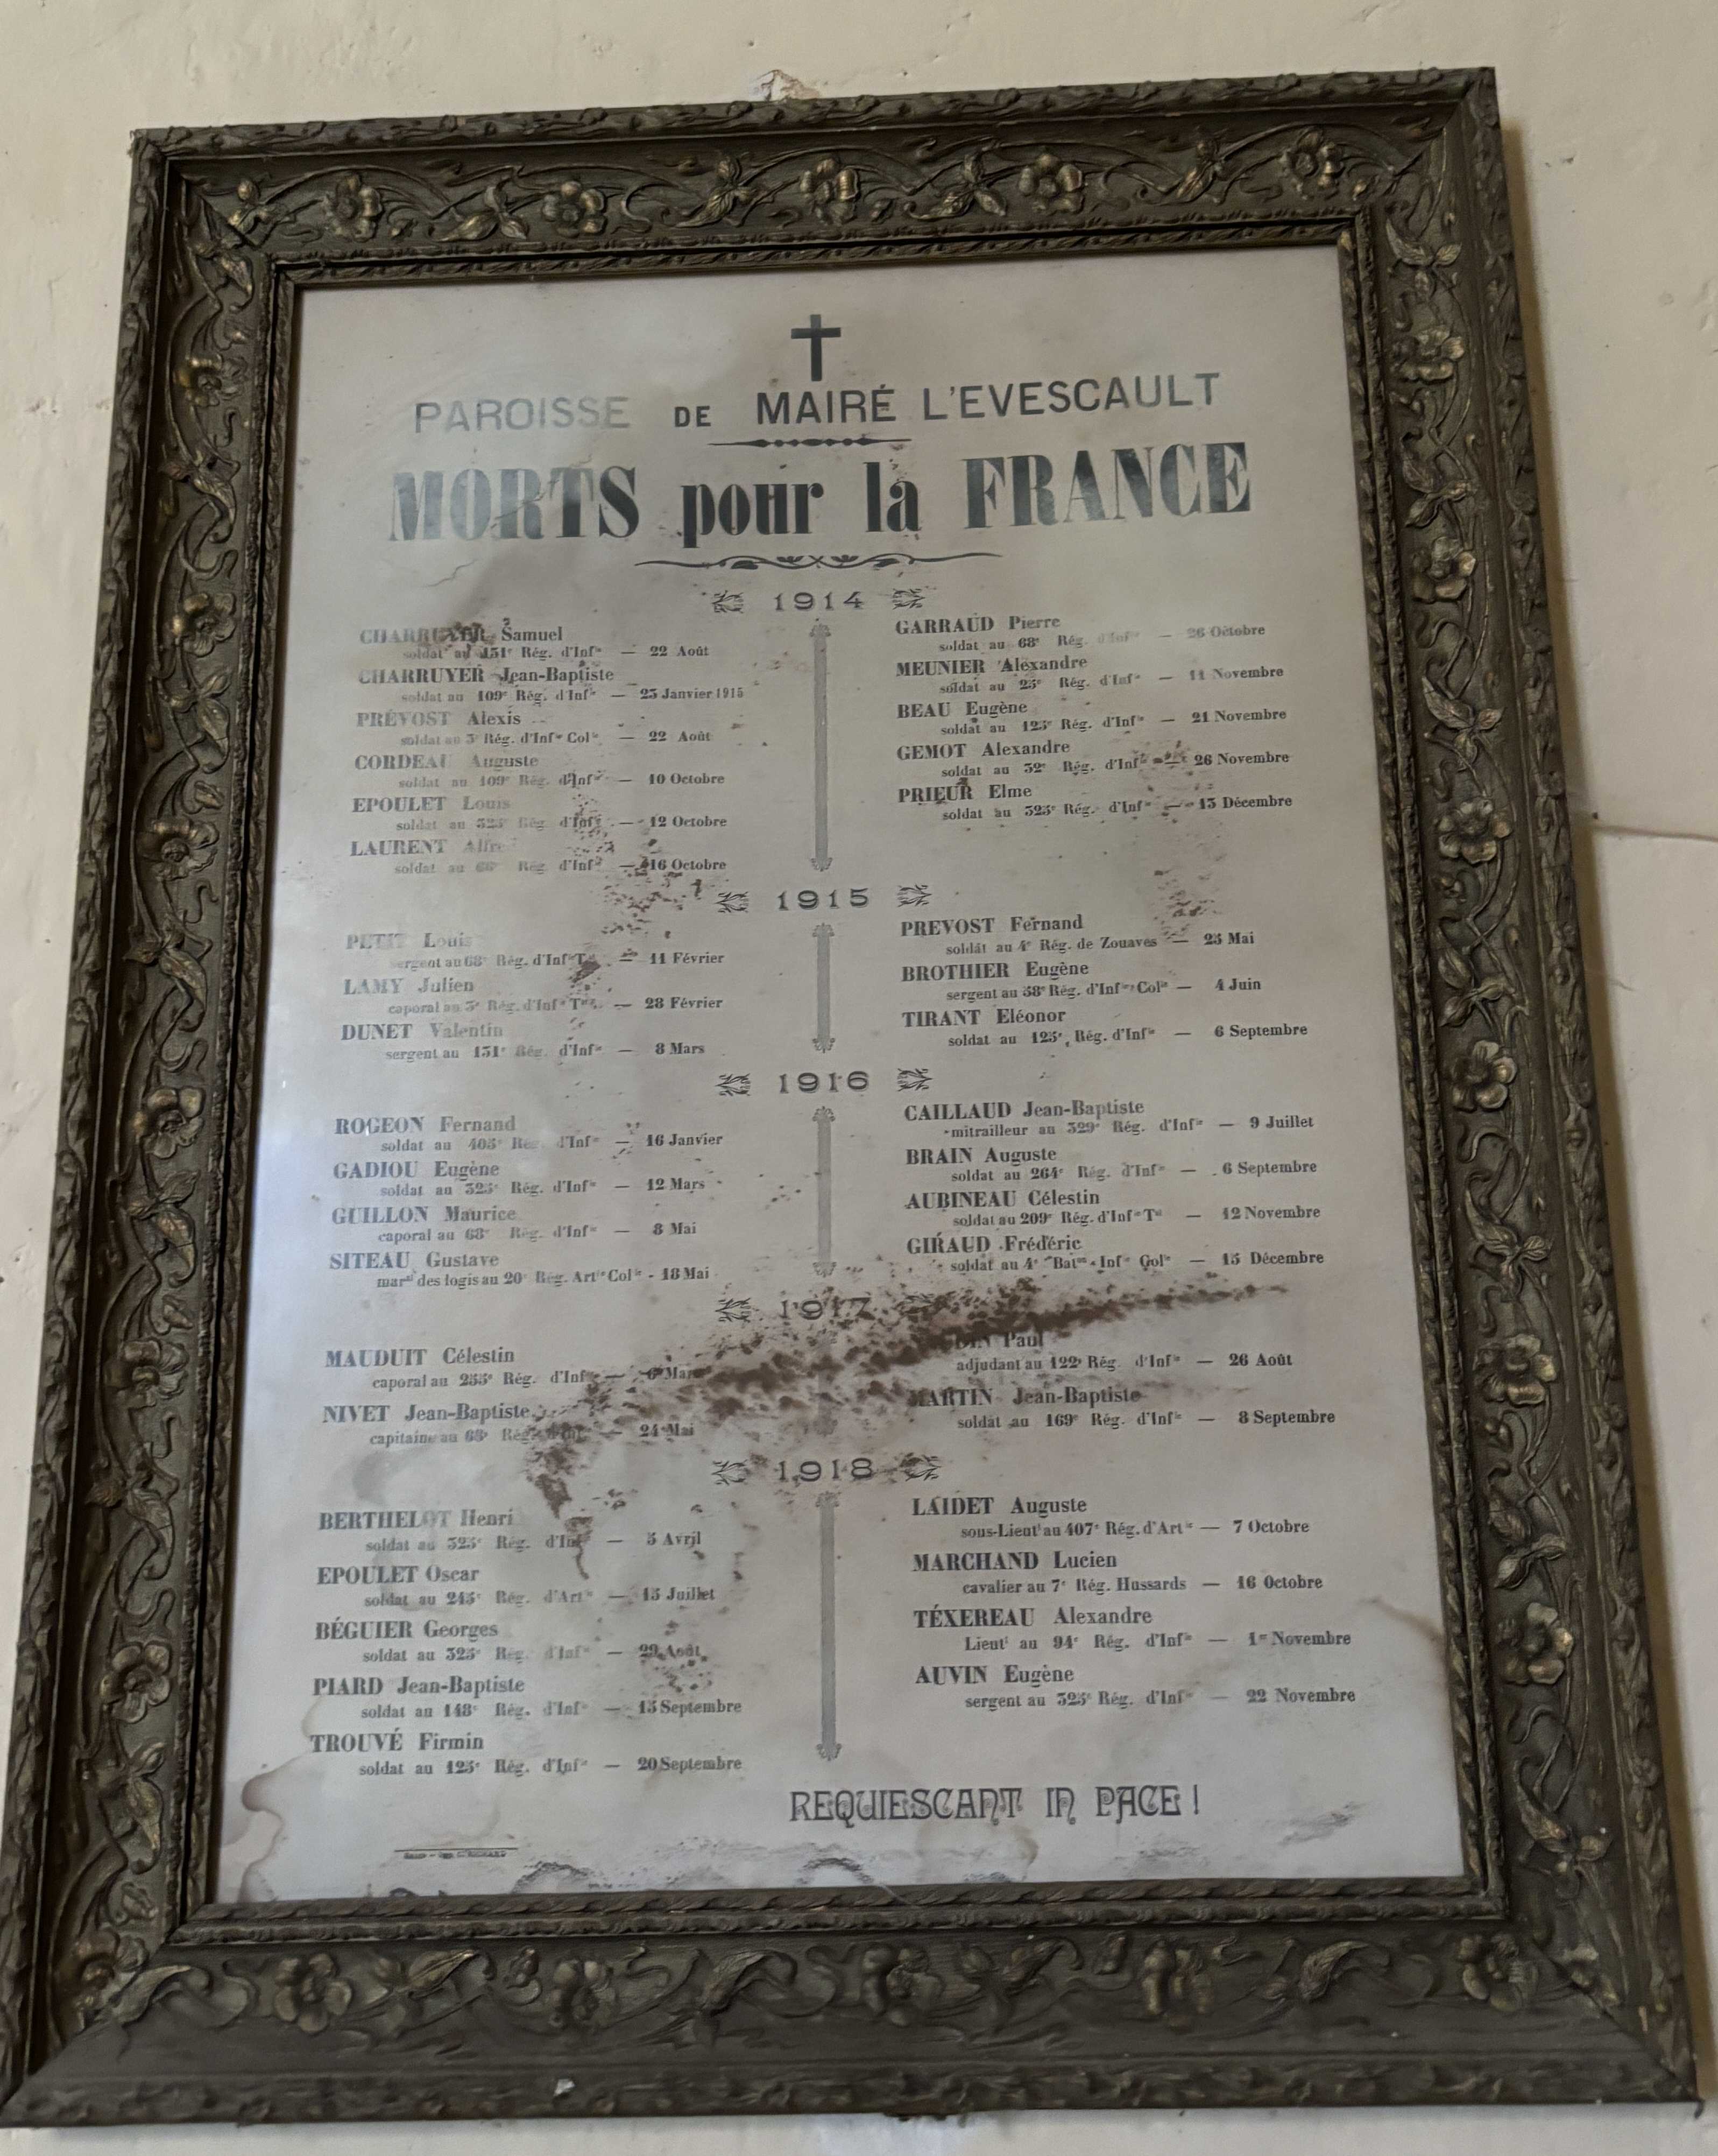 PAROISSE DE MAIRÉ L'EVESCAULT
MORTS pour la FRANCE
1914
CHARRUYER Samuel
soldat au 151e Rég. d'Infie — 22 Août
CHARRUYER Jean-Baptiste
soldat au 109e Rég. d'Infie — 23 Janvier 1915
PRÉVOST Alexis
soldat au 3e Rég. d'Infie Colle — 22 Août
CORDEAU Auguste
soldat au 109e Rég. d'Infie — 10 Octobre
EPOULET Louis
soldat au 325e Rég. d'Infie — 12 Octobre
LAURENT Alfred
soldat au Rég. d'Infie — 16 Octobre
GARRAUD Pierre
soldat au 68e Rég. d'Infie — 26 Octobre
MEUNIER Alexandre
soldat au 25e Rég. d'Infie — 11 Novembre
BEAU Eugène
soldat au 125e Rég. d'Infie — 21 Novembre
GEMOT Alexandre
soldat au 32e Rég. d'Infie — 26 Novembre
PRIEUR Elme
soldat au 325e Rég. d'Infie — 13 Décembre
1915
PETIT Louis
sergent au 68e Rég. d'Infie — 11 Février
LAMY Julien
caporal au 3e Rég. d'Infie — 28 Février
DUNET Valentin
sergent au 151e Rég. d'Infie — 8 Mars
PREVOST Fernand
soldat au 4e Rég. de Zouaves — 25 Mai
BROTHIER Eugène
sergent au 38e Rég. d'Infie Colle — 4 Juin
TIRANT Eléonor
soldat au 125e Rég. d'Infie — 6 Septembre
1916
ROGEON Fernand
soldat au 405e Rég. d'Infie — 16 Janvier
GADIOU Eugène
soldat au 325e Rég. d'Infie — 12 Mars
GUILLON Maurice
caporal au 68e Rég. d'Infie — 8 Mai
SITEAU Gustave
maral des logis au 20e Rég. Artie Colle - 18 Mai
CAILLAUD Jean-Baptiste
mitrailleur au 329e Rég. d'Infie — 9 Juillet
BRAIN Auguste
soldat au 264e Rég. d'Infie — 6 Septembre
AUBINEAU Célestin
soldat au 209e Rég. d'Infie Tal — 12 Novembre
GIRAUD Frédéric
soldat au 4e Baton Infie Colle — 15 Décembre
1917
MAUDUIT Célestin
caporal au 255e Rég. d'Infie — 6 Mars
NIVET Jean-Baptiste
capitaine au 68e Rég. d'Infie — 24 Mai
Paul
adjudant au 122e Rég. d'Infie — 26 Août
MARTIN Jean-Baptiste
soldat au 169e Rég. d'Infie — 8 Septembre
1918
BERTHELOT Henri
soldat au 325e Rég. d'Infie — 5 Avril
EPOULET Oscar
soldat au 245e Rég. d'Artie — 15 Juillet
BÉGUIER Georges
soldat au 325e Rég. d'Infie — 29 Août
PIARD Jean-Baptiste
soldat au 148e Rég. d'Infie — 15 Septembre
TROUVÉ Firmin
soldat au 125e Rég. d'Infie — 20 Septembre
LAIDET Auguste
sous-Lieutt au 407e Rég. d'Artie — 7 Octobre
MARCHAND Lucien
cavalier au 7e Rég. Hussards — 16 Octobre
TÉXEREAU Alexandre
Lieutt au 94e Rég. d'Infie — 1er Novembre
AUVIN Eugène
sergent au 325e Rég. d'Infie — 22 Novembre
REQUIESCANT IN PACE !